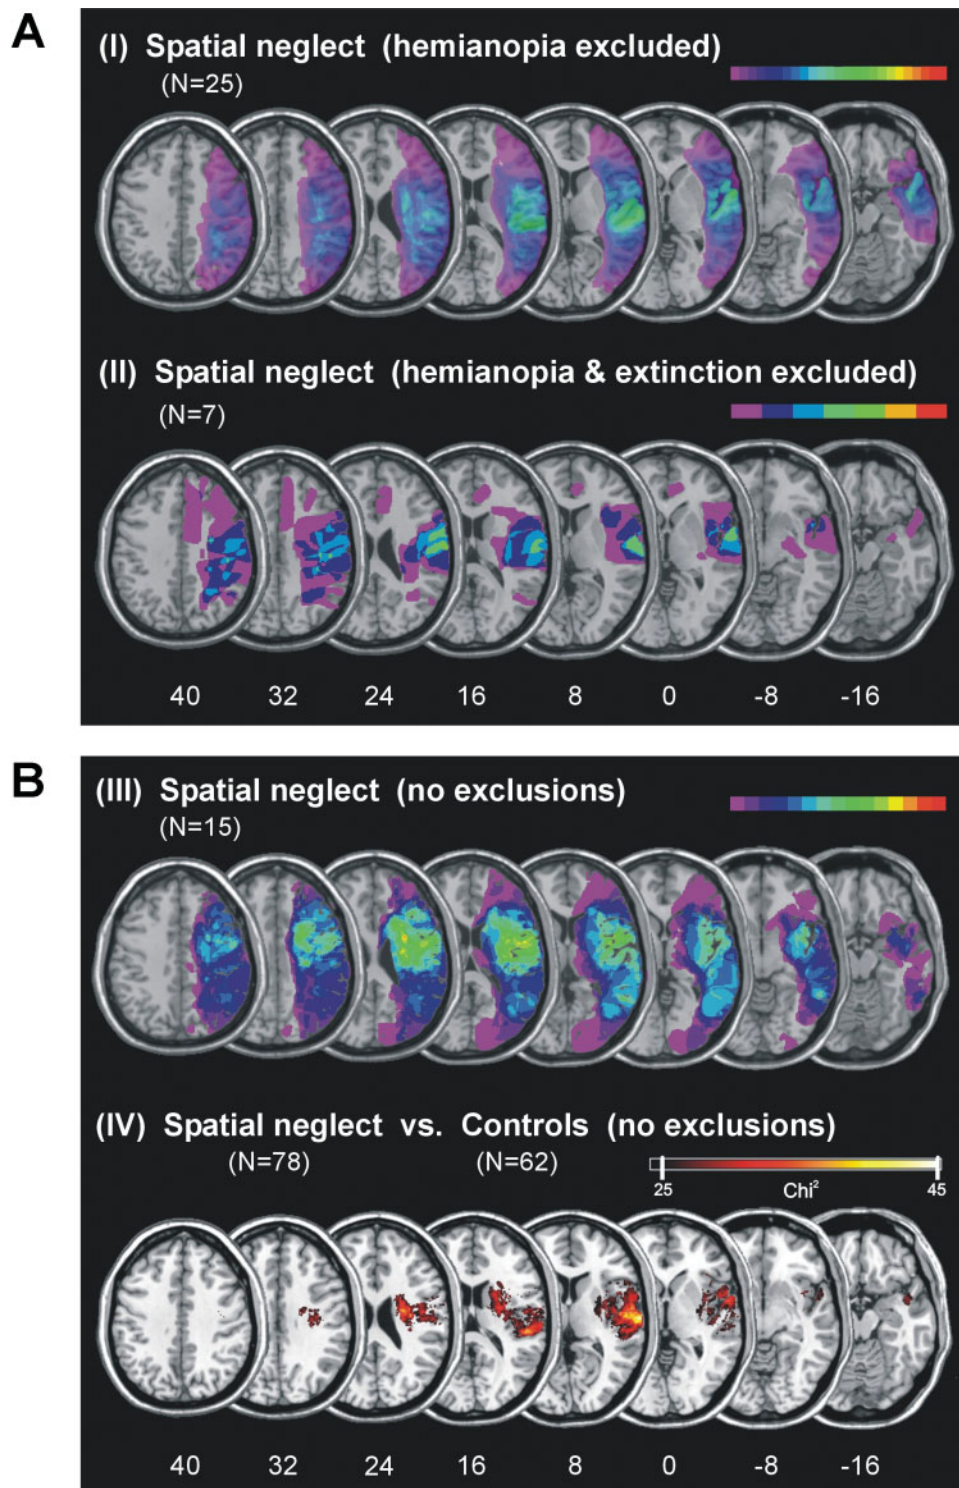 A
(I) Spatial neglect (hemianopia excluded)
(N=25)
(II) Spatial neglect (hemianopia & extinction excluded)
(N=7)
40 32 24 16 8 0 -8 -16
B
(III) Spatial neglect (no exclusions)
(N=15)
(IV) Spatial neglect vs. Controls (no exclusions)
(N=78) (N=62)
25 Chi² 45
40 32 24 16 8 0 -8 -16